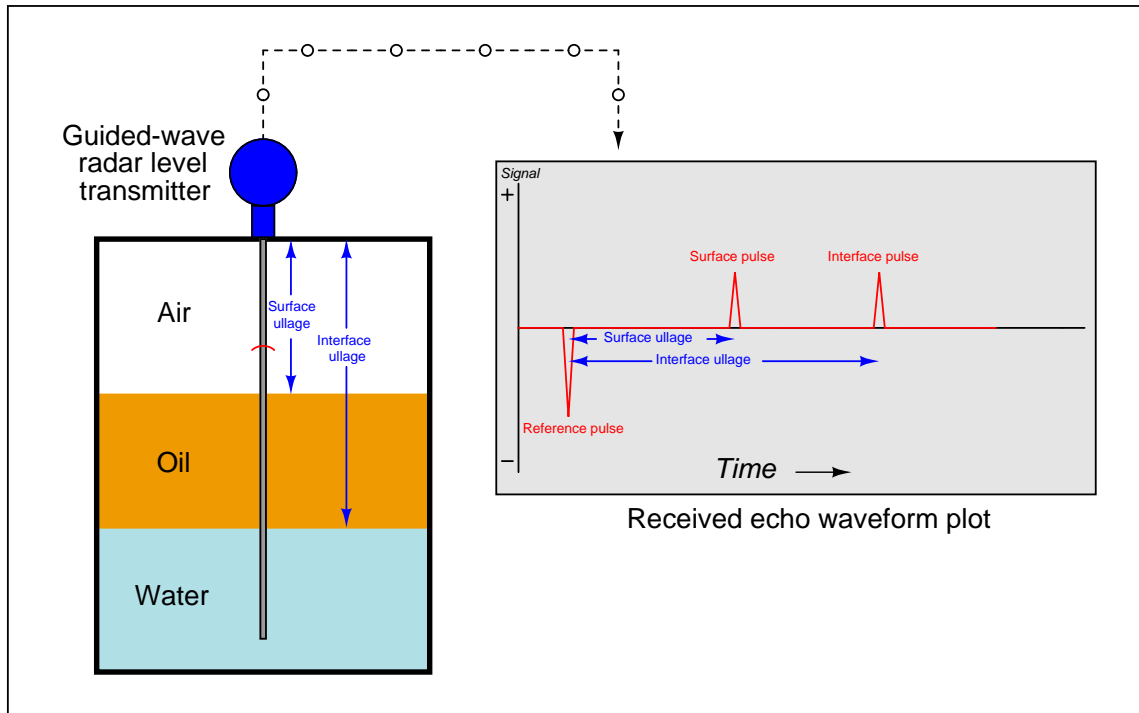 Guided-wave
radar level
transmitter
Air
Surface
ullage
Interface
ullage
Oil
Water
Signal
+
Surface pulse
Interface pulse
Surface ullage
Interface ullage
Reference pulse
−
Time
Received echo waveform plot